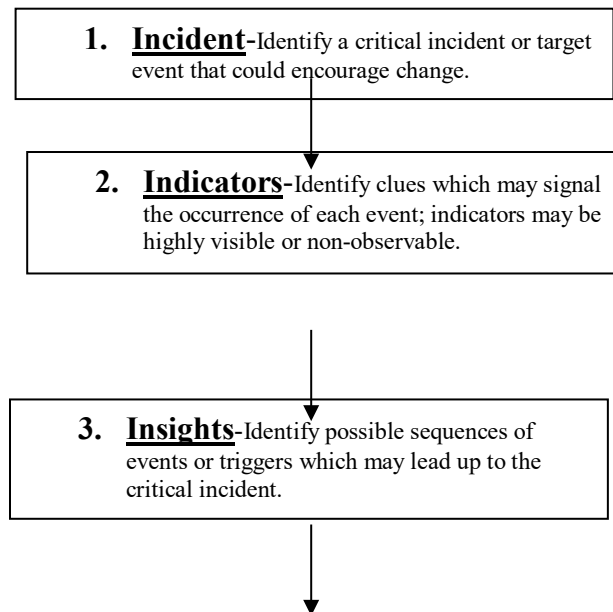 1. Incident-Identify a critical incident or target
event that could encourage change.
2. Indicators-Identify clues which may signal
the occurrence of each event; indicators may be
highly visible or non-observable.
3. Insights-Identify possible sequences of
events or triggers which may lead up to the
critical incident.